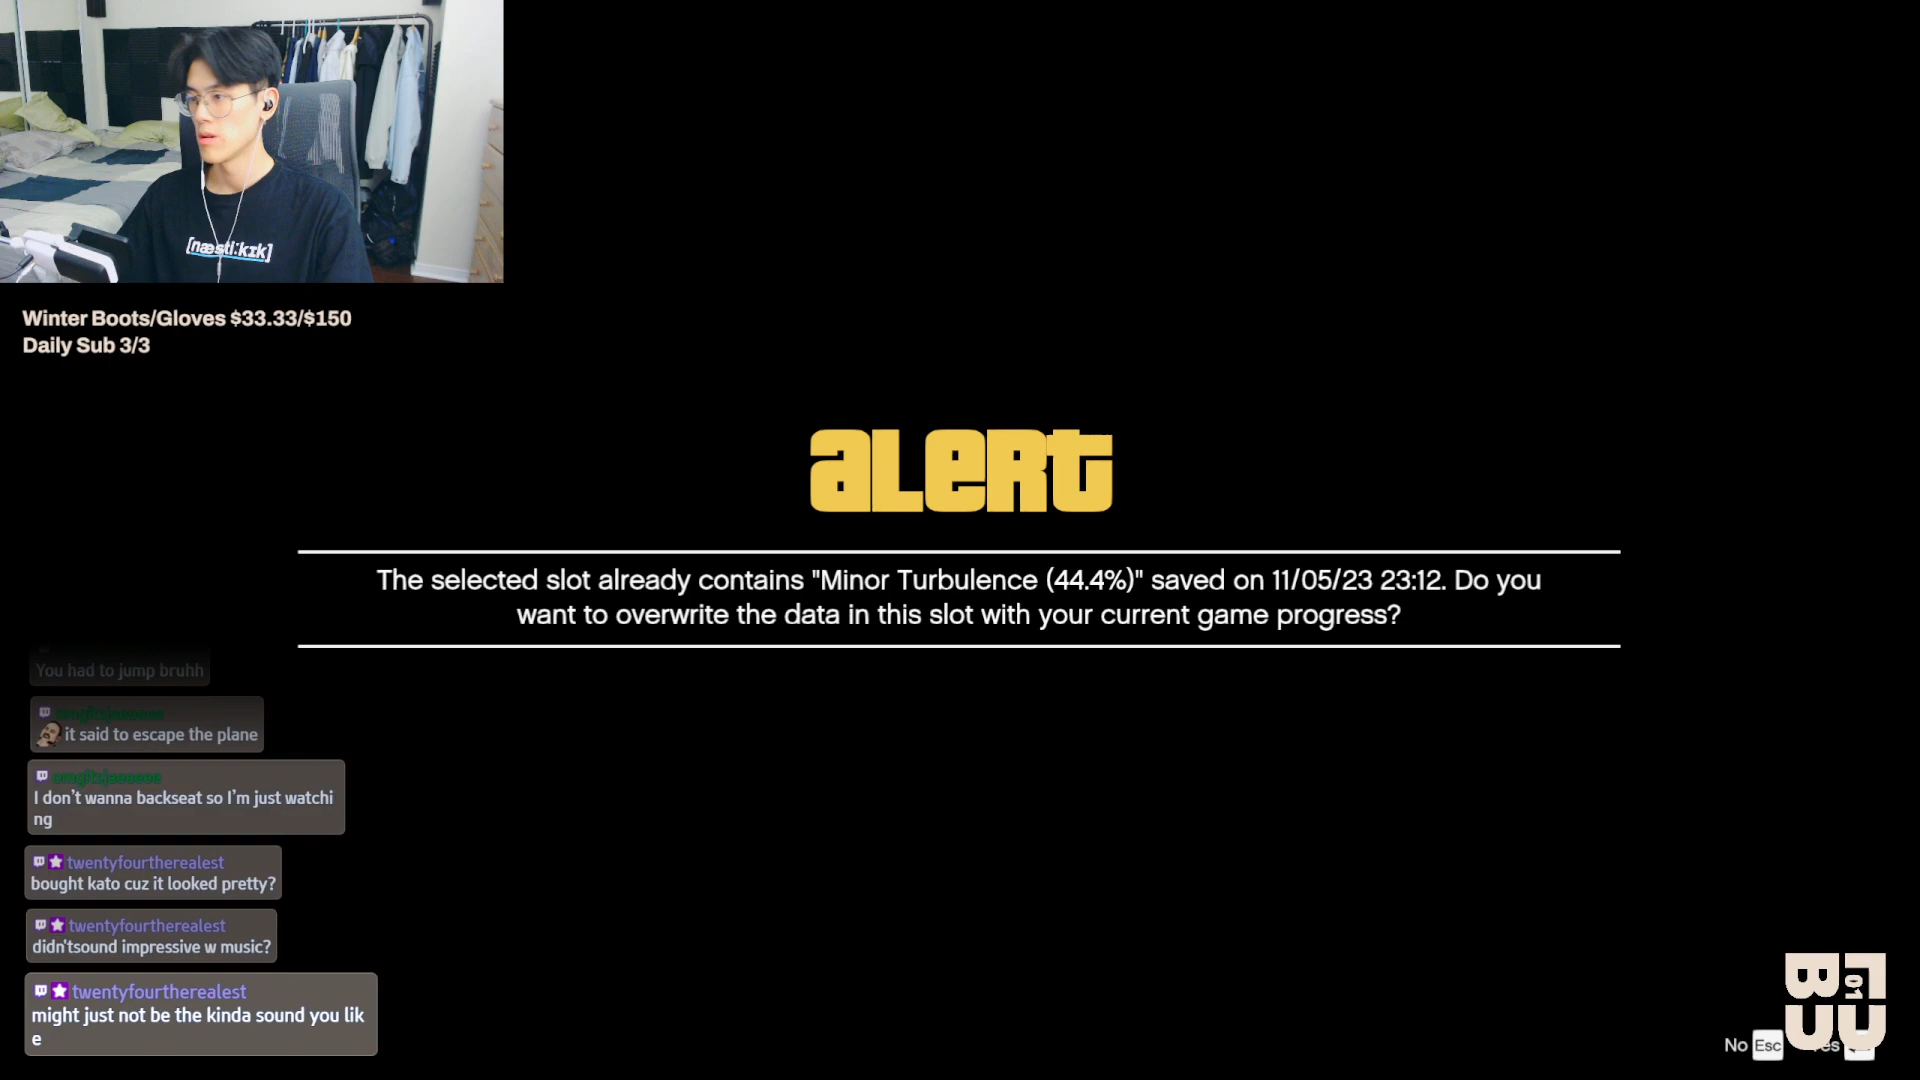 [næsti:kɪk]
Winter Boots/Gloves $33.33/$150
Daily Sub 3/3
aLeRt
The selected slot already contains "Minor Turbulence (44.4%)" saved on 11/05/23 23:12. Do you
want to overwrite the data in this slot with your current game progress?
You had to jump bruhh
it said to escape the plane
I don't wanna backseat so I'm just watchi
ng
twentyfourtherealest
bought kato cuz it looked pretty?
twentyfourtherealest
didn'tsound impressive w music?
twentyfourtherealest
might just not be the kinda sound you lik
e
No Esc